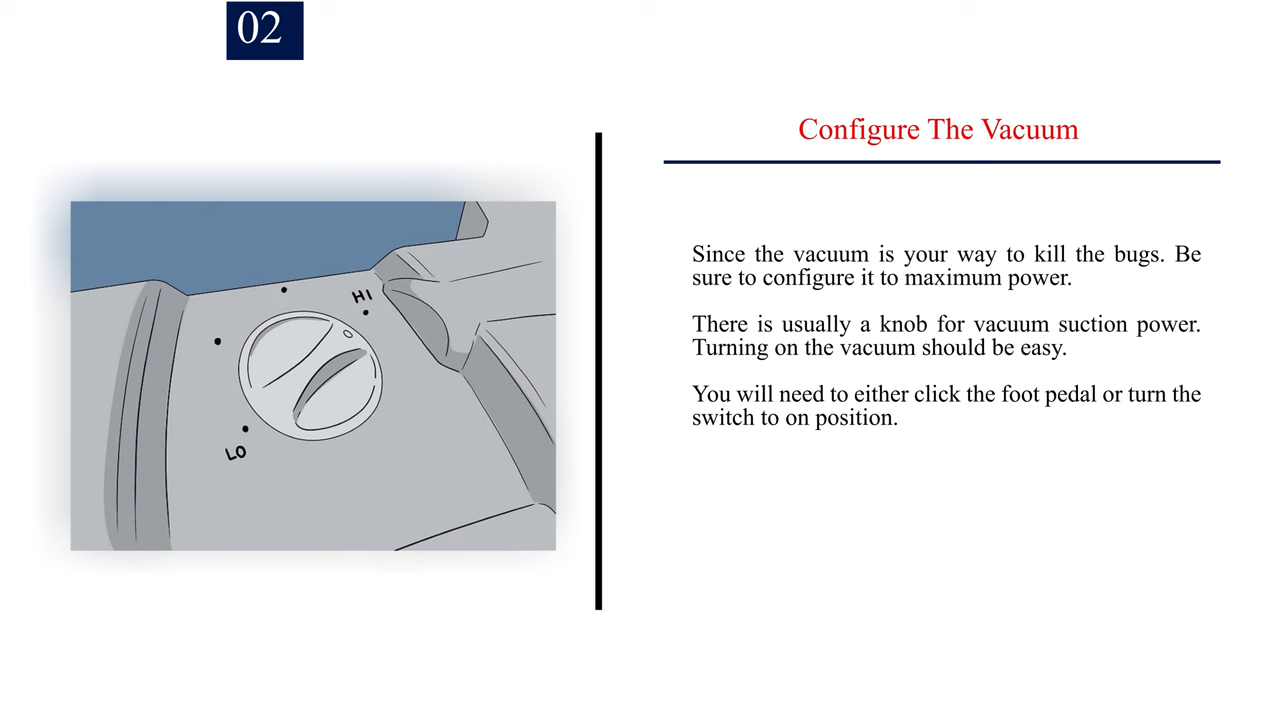 02
Configure The Vacuum
HI
LO
Since the vacuum is your way to kill the bugs. Be
sure to configure it to maximum power.
There is usually a knob for vacuum suction power.
Turning on the vacuum should be easy.
You will need to either click the foot pedal or turn the
switch to on position.